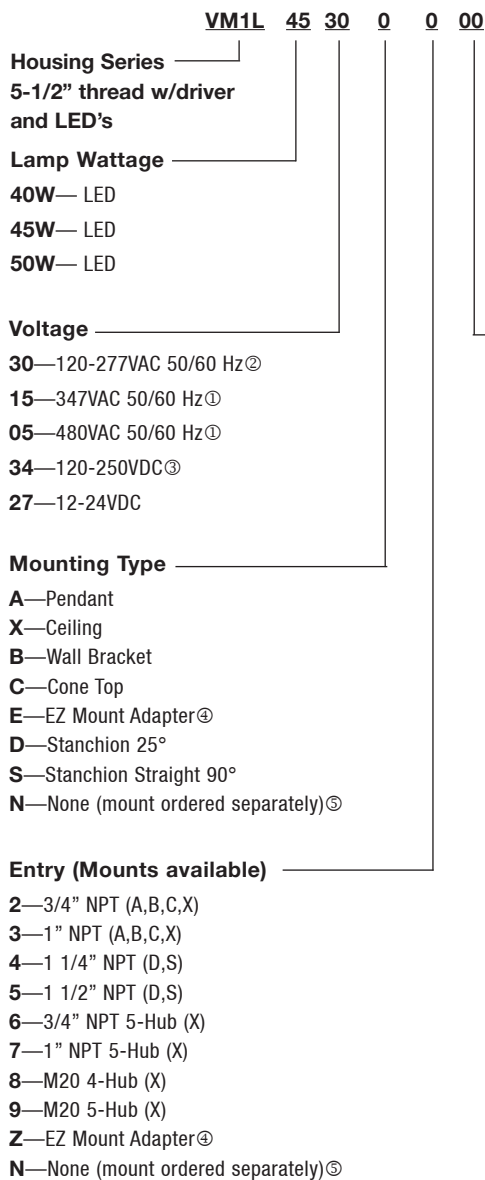 VM1L 45 30 0 0 00
Housing Series
5-1/2” thread w/driver
and LED’s
Lamp Wattage
40W— LED
45W— LED
50W— LED
Voltage
30—120-277VAC 50/60 Hz②
15—347VAC 50/60 Hz①
05—480VAC 50/60 Hz①
34—120-250VDC③
27—12-24VDC
Mounting Type
A—Pendant
X—Ceiling
B—Wall Bracket
C—Cone Top
E—EZ Mount Adapter④
D—Stanchion 25°
S—Stanchion Straight 90°
N—None (mount ordered separately)⑤
Entry (Mounts available)
2—3/4” NPT (A,B,C,X)
3—1” NPT (A,B,C,X)
4—1 1/4” NPT (D,S)
5—1 1/2” NPT (D,S)
6—3/4” NPT 5-Hub (X)
7—1” NPT 5-Hub (X)
8—M20 4-Hub (X)
9—M20 5-Hub (X)
Z—EZ Mount Adapter④
N—None (mount ordered separately)⑤